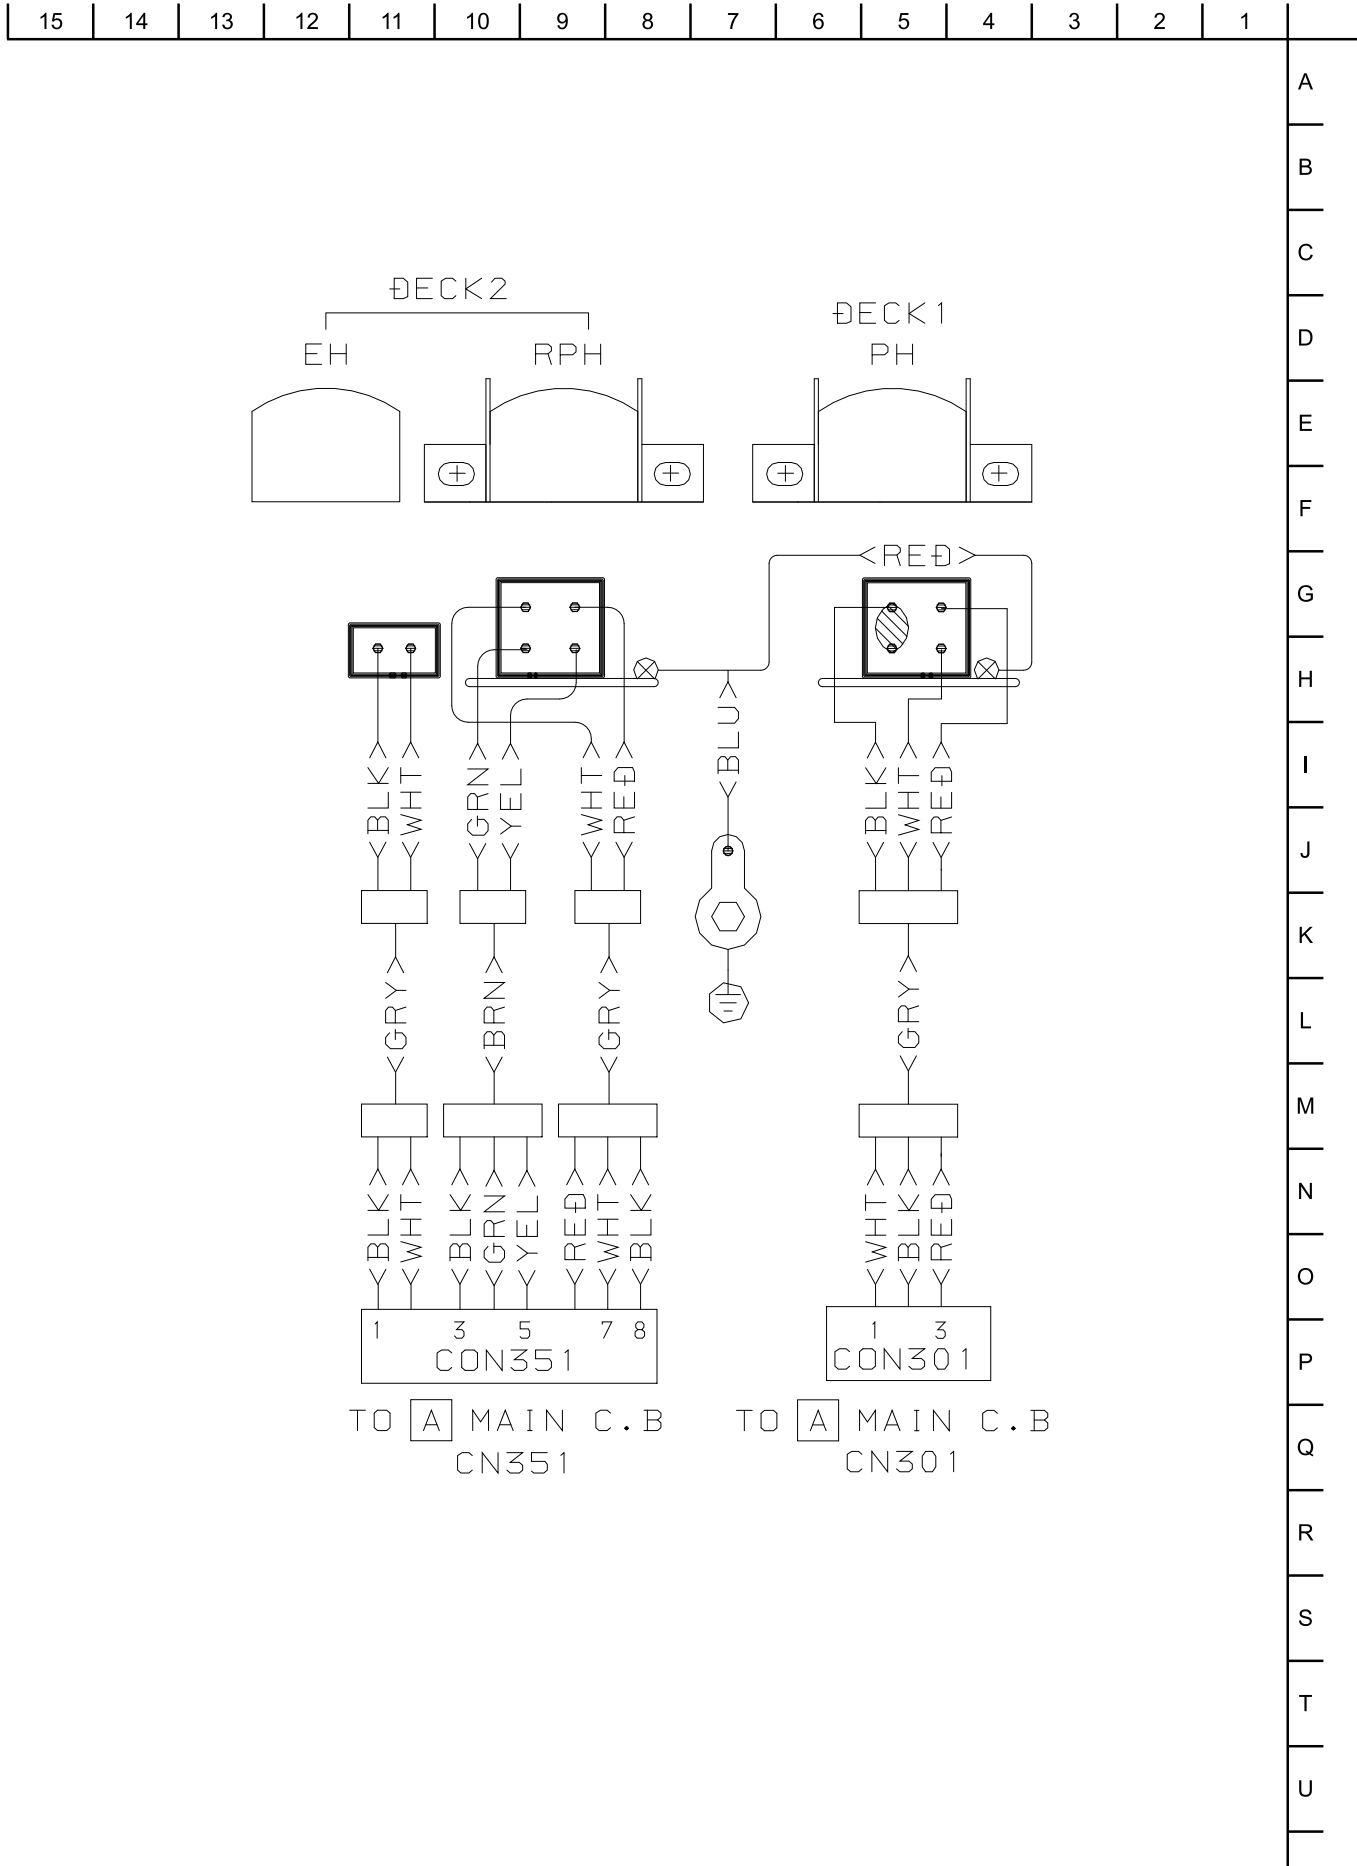 15 14 13 12 11 10 9 8 7 6 5 4 3 2 1
A
B
C
DECK2
DECK1
D
EH RPH PH
E
F
<RED>
G
H
<BLU>
<BLK> <WHT> <GRN> <YEL> <WHT> <RED> <BLK> <WHT> <RED>
I
J
K
<GRY> <BRN> <GRY> <GRY>
L
M
<BLK> <WHT> <BLK> <GRN> <YEL> <RED> <WHT> <BLK> <WHT> <BLK> <RED>
N
O
1 3 5 7 8 1 3
CON351 CON301
P
TO A MAIN C.B TO A MAIN C.B
CN351 CN301
Q
R
S
T
U